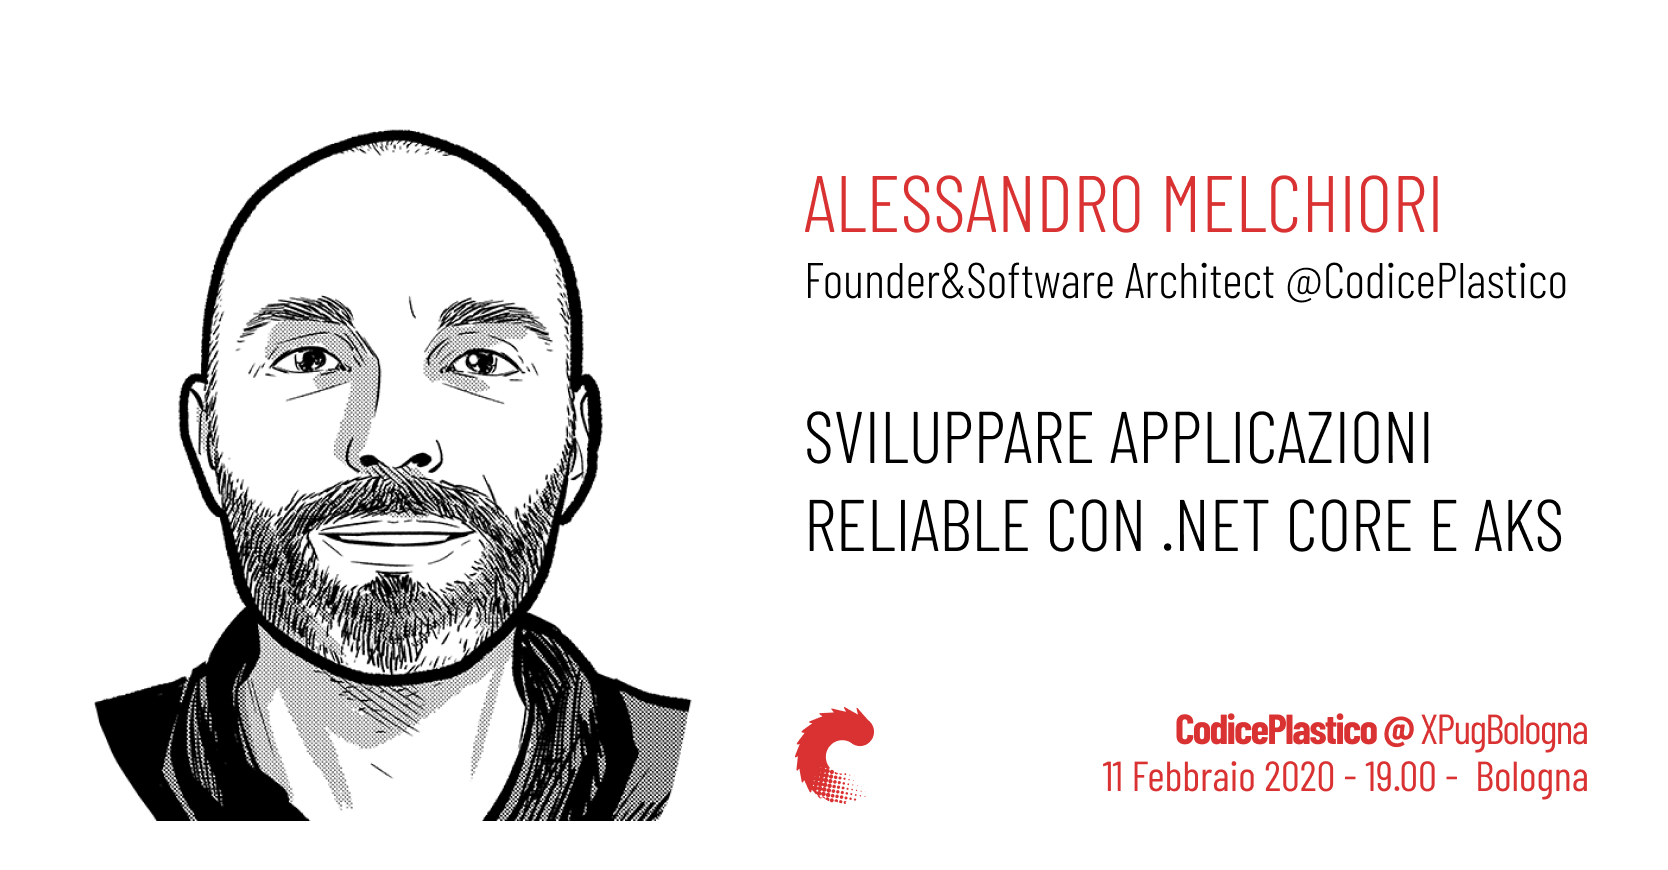 ALESSANDRO MELCHIORI
Founder&Software Architect @CodicePlastico
SVILUPPARE APPLICAZIONI
RELIABLE CON .NET CORE E AKS
CodicePlastico @ XPugBologna
11 Febbraio 2020 - 19.00 - Bologna